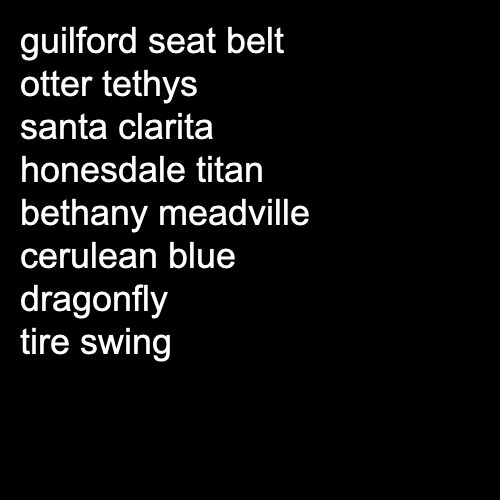 guilford seat belt
otter tethys
santa clarita
honesdale titan
bethany meadville
cerulean blue
dragonfly
tire swing